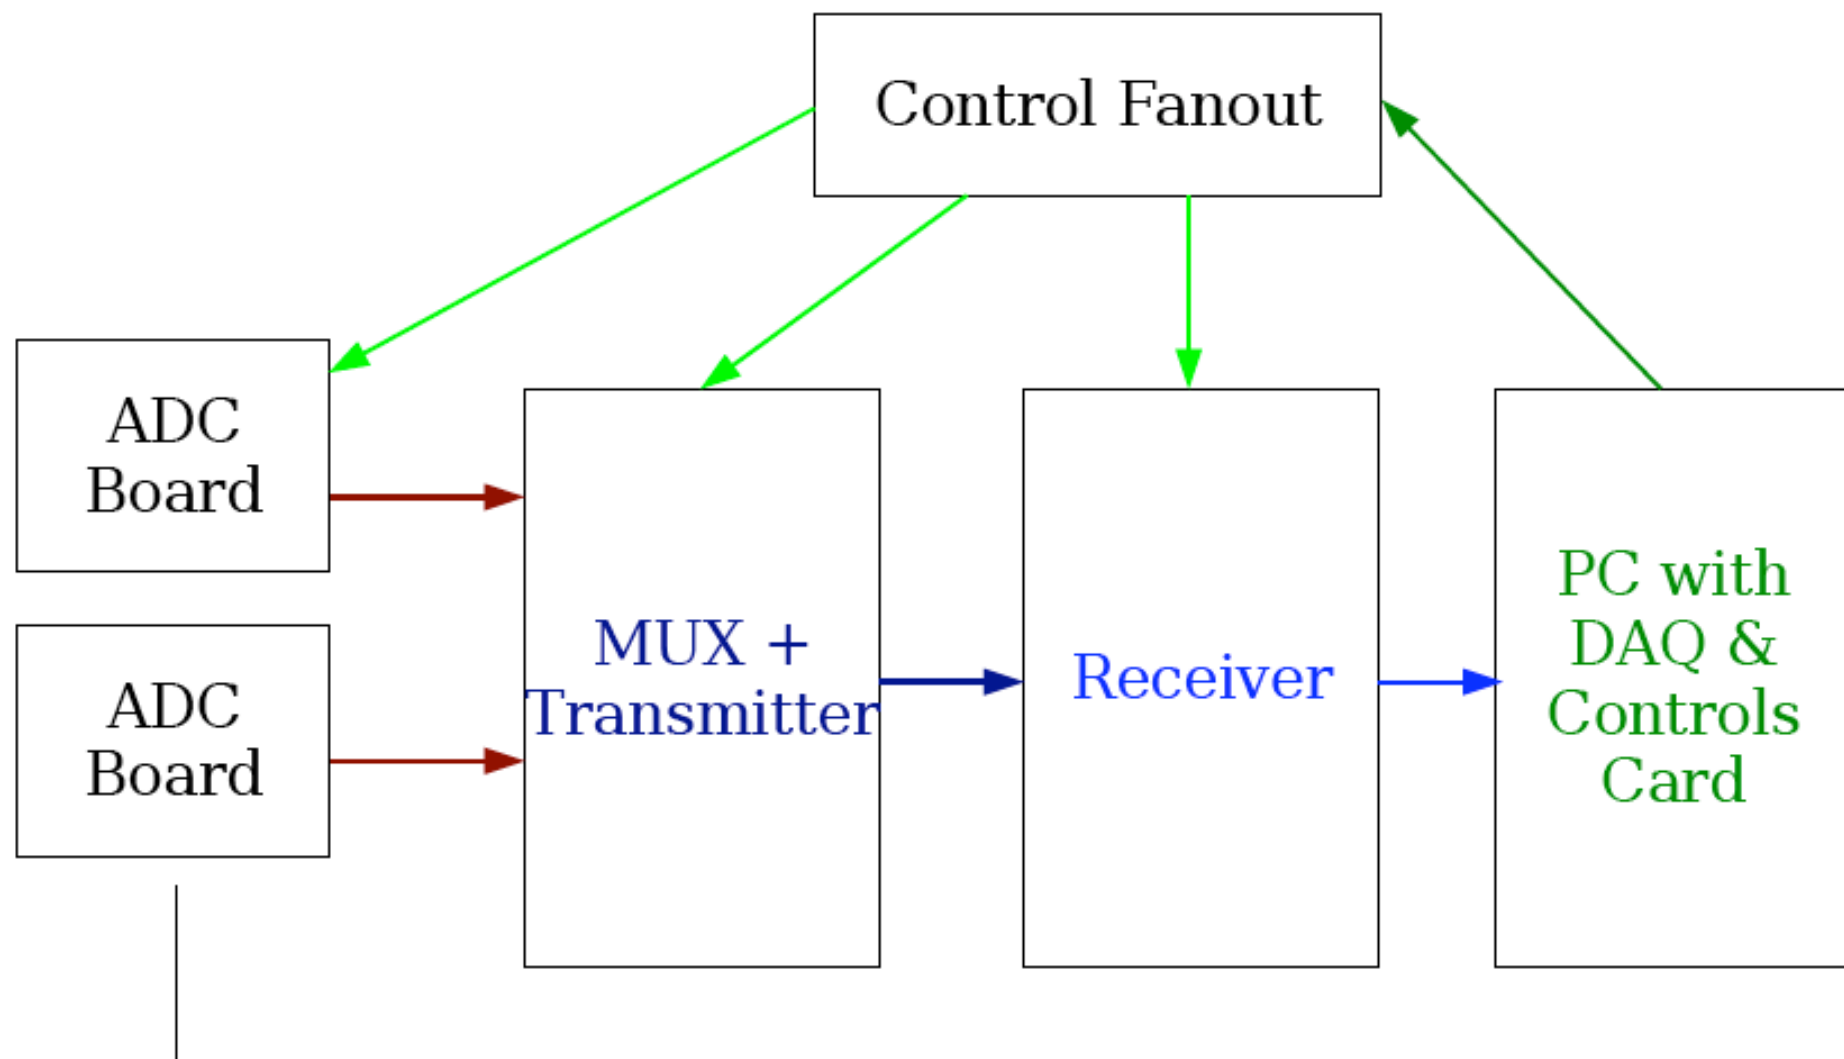 Control Fanout
ADC
Board
ADC
Board
MUX +
Transmitter
Receiver
PC with
DAQ &
Controls
Card